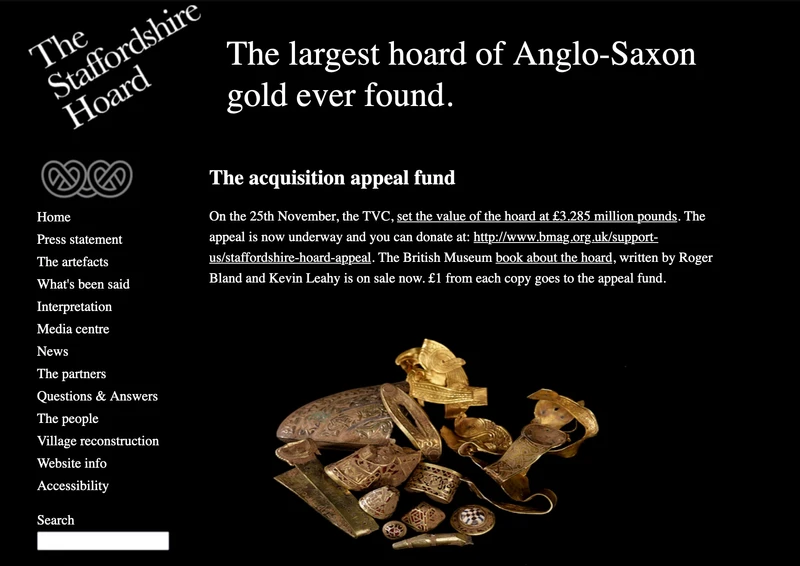 The
Staffordshire
Hoard
The largest hoard of Anglo-Saxon
gold ever found.
Home
Press statement
The artefacts
What's been said
Interpretation
Media centre
News
The partners
Questions & Answers
The people
Village reconstruction
Website info
Accessibility
Search
The acquisition appeal fund
On the 25th November, the TVC, set the value of the hoard at £3.285 million pounds. The
appeal is now underway and you can donate at: http://www.bmag.org.uk/support-
us/staffordshire-hoard-appeal. The British Museum book about the hoard, written by Roger
Bland and Kevin Leahy is on sale now. £1 from each copy goes to the appeal fund.